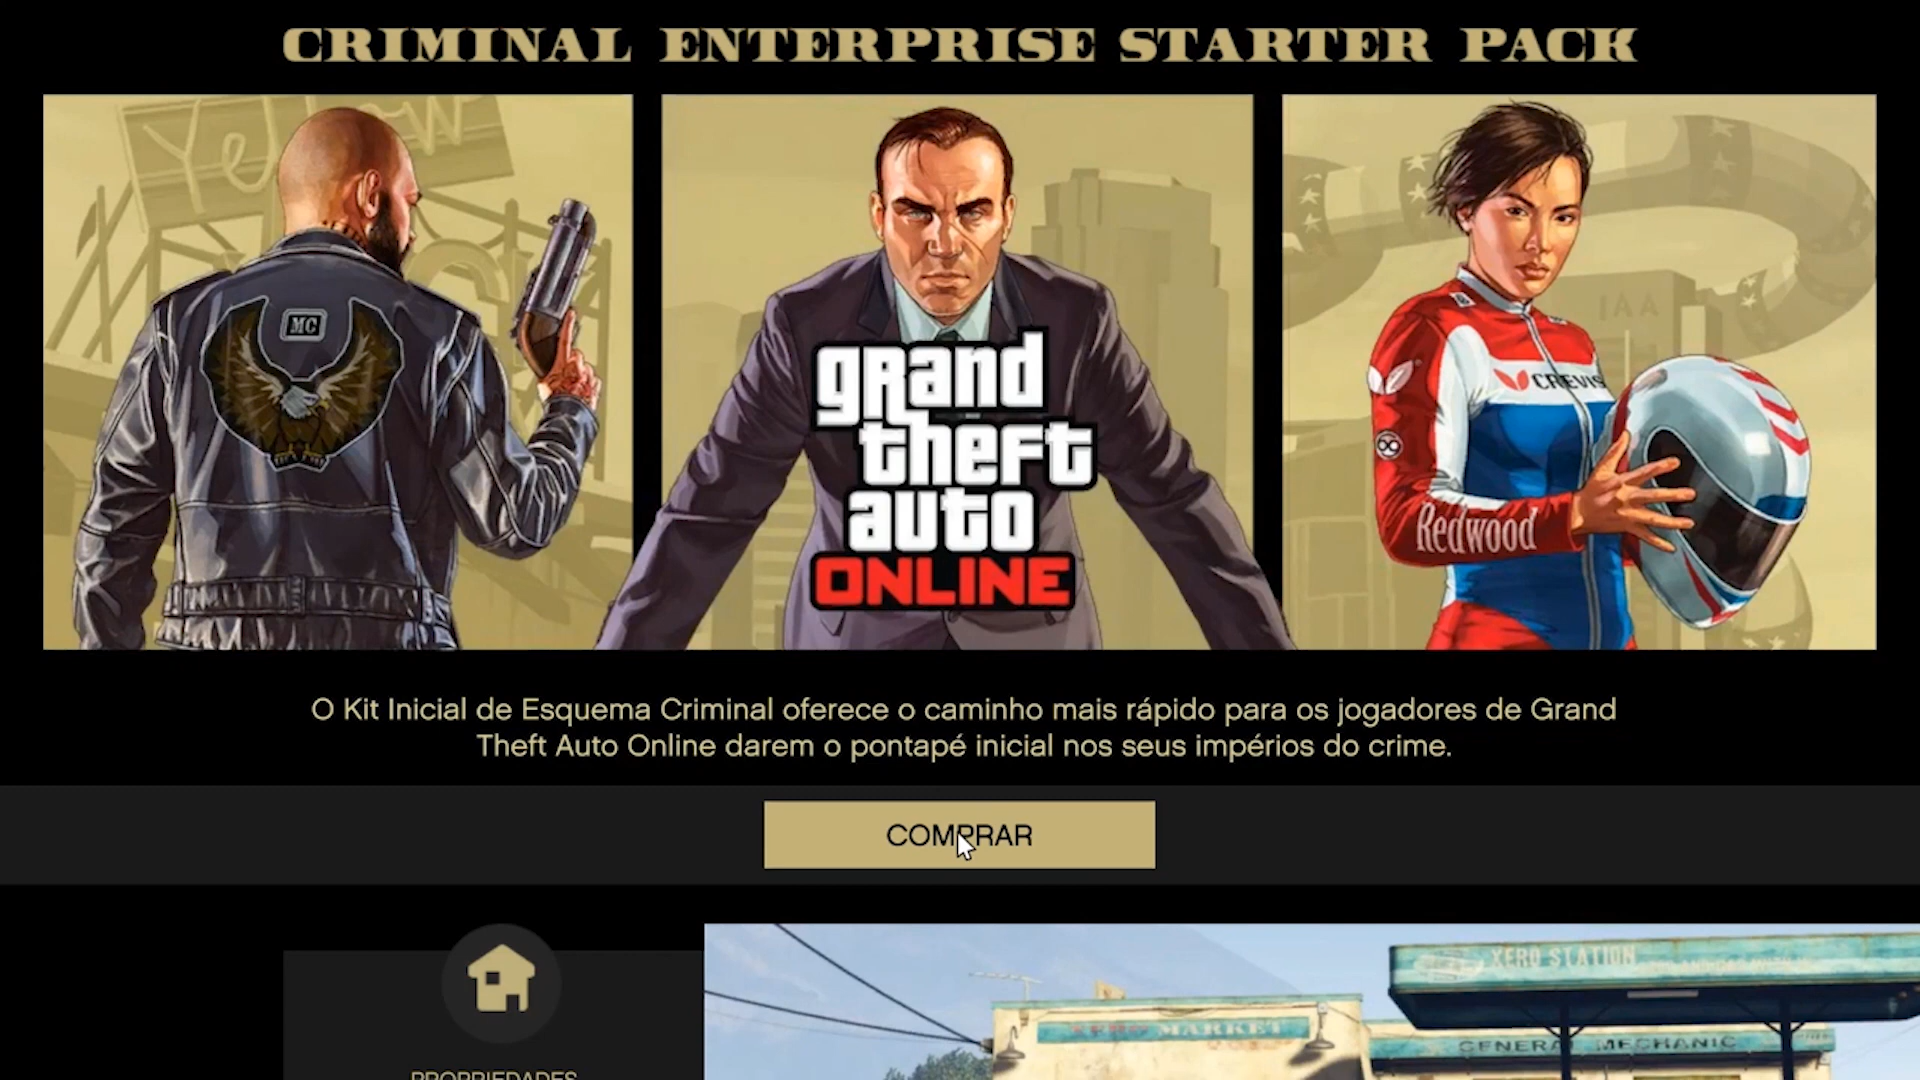 CRIMINAL ENTERPRISE STARTER PACK
Yellow
MC
IAA
CREVIS
Redwood
grand
theft
auto
ONLINE
O Kit Inicial de Esquema Criminal oferece o caminho mais rápido para os jogadores de Grand
Theft Auto Online darem o pontapé inicial nos seus impérios do crime.
COMPRAR
XERO STATION
MARKET
GENERAL MECHANIC
PROPRIEDADES